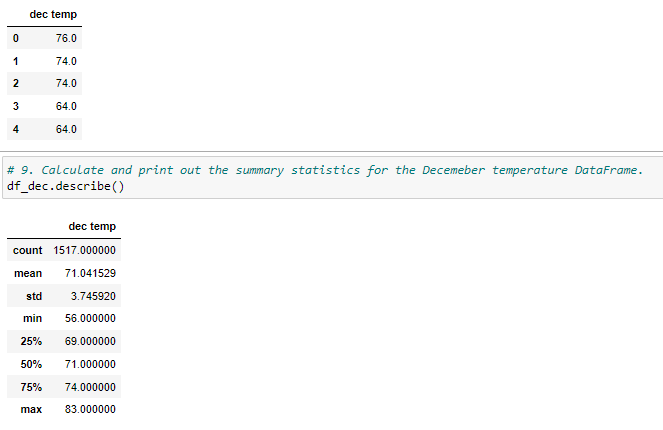 dec temp
0 76.0
1 74.0
2 74.0
3 64.0
4 64.0
# 9. Calculate and print out the summary statistics for the Decemeber temperature DataFrame.
df_dec.describe()
dec temp
count 1517.000000
mean 71.041529
std 3.745920
min 56.000000
25% 69.000000
50% 71.000000
75% 74.000000
max 83.000000